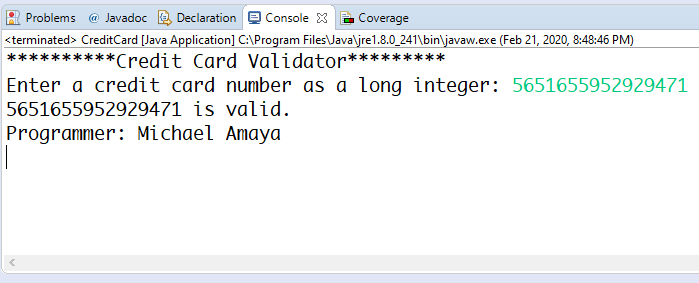 Problems @ Javadoc Declaration Console Coverage
<terminated> CreditCard [Java Application] C:\Program Files\Java\jre1.8.0_241\bin\javaw.exe (Feb 21, 2020, 8:48:46 PM)
**********Credit Card Validator*********
Enter a credit card number as a long integer: 5651655952929471
5651655952929471 is valid.
Programmer: Michael Amaya